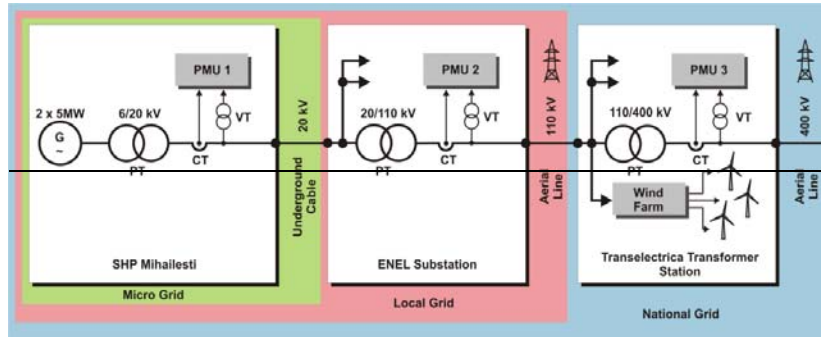 PMU 1
2 x 5MW
6/20 kV
VT
G
~
CT
PT
SHP Mihailesti
Micro Grid
20 kV
Underground
Cable
PMU 2
20/110 kV
VT
CT
PT
ENEL Substation
Local Grid
110 kV
Aerial
Line
PMU 3
110/400 kV
VT
CT
PT
Wind
Farm
Transelectrica Transformer
Station
National Grid
400 kV
Aerial
Line